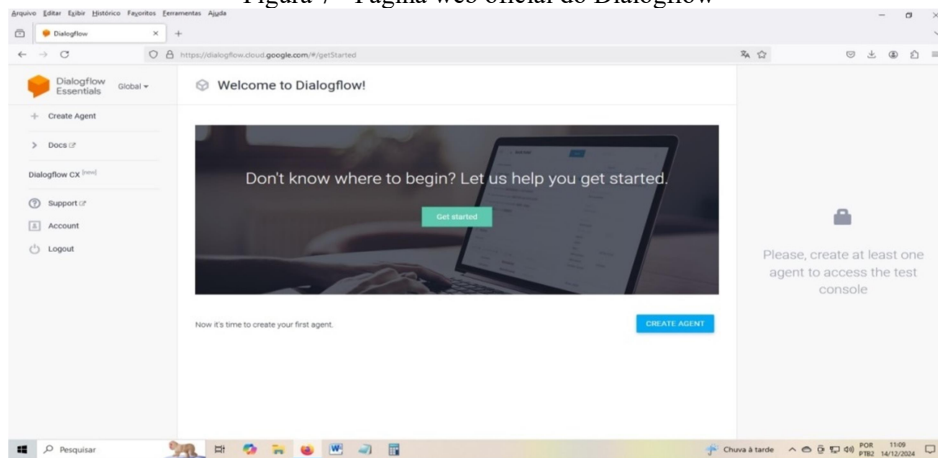 Figura 7 - Página web oficial do Dialogflow
Arquivo Editar Exibir Histórico Favoritos Ferramentas Ajuda
Dialogflow
https://dialogflow.cloud.google.com/#/getStarted
Dialogflow Essentials
Global
Welcome to Dialogflow!
Create Agent
Docs
Dialogflow CX [new]
Support
Account
Logout
Don't know where to begin? Let us help you get started.
Get started
Now it's time to create your first agent.
CREATE AGENT
Please, create at least one
agent to access the test
console
Pesquisar
Chuva à tarde
POR
PTB2
11:09
14/12/2024